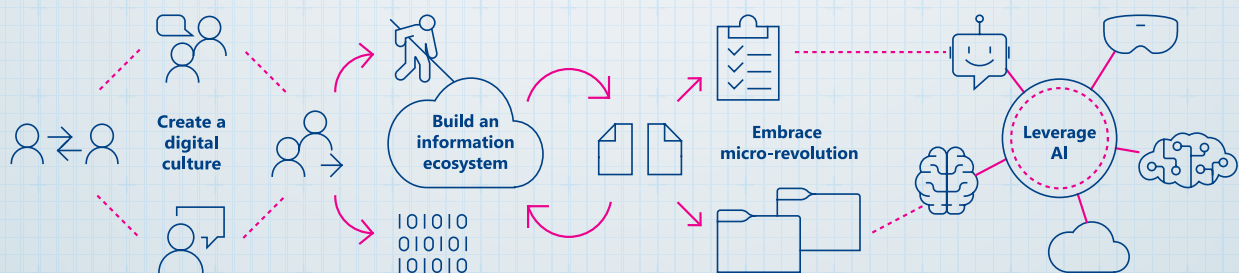 Create a
digital
culture
Build an
information
ecosystem
101010
010101
101010
Embrace
micro-revolution
Leverage
AI